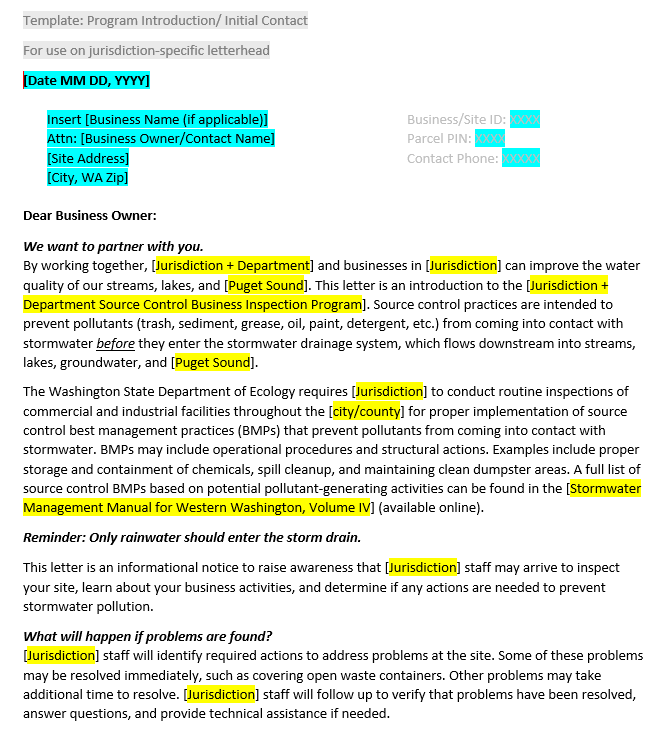 Template: Program Introduction/ Initial Contact
For use on jurisdiction-specific letterhead
[Date MM DD, YYYY]
Insert [Business Name (if applicable)]
Attn: [Business Owner/Contact Name]
[Site Address]
[City, WA Zip]
Business/Site ID: XXXX
Parcel PIN: XXXX
Contact Phone: XXXXX
Dear Business Owner:
We want to partner with you.
By working together, [Jurisdiction + Department] and businesses in [Jurisdiction] can improve the water
quality of our streams, lakes, and [Puget Sound]. This letter is an introduction to the [Jurisdiction +
Department Source Control Business Inspection Program]. Source control practices are intended to
prevent pollutants (trash, sediment, grease, oil, paint, detergent, etc.) from coming into contact with
stormwater before they enter the stormwater drainage system, which flows downstream into streams,
lakes, groundwater, and [Puget Sound].
The Washington State Department of Ecology requires [Jurisdiction] to conduct routine inspections of
commercial and industrial facilities throughout the [city/county] for proper implementation of source
control best management practices (BMPs) that prevent pollutants from coming into contact with
stormwater. BMPs may include operational procedures and structural actions. Examples include proper
storage and containment of chemicals, spill cleanup, and maintaining clean dumpster areas. A full list of
source control BMPs based on potential pollutant-generating activities can be found in the [Stormwater
Management Manual for Western Washington, Volume IV] (available online).
Reminder: Only rainwater should enter the storm drain.
This letter is an informational notice to raise awareness that [Jurisdiction] staff may arrive to inspect
your site, learn about your business activities, and determine if any actions are needed to prevent
stormwater pollution.
What will happen if problems are found?
[Jurisdiction] staff will identify required actions to address problems at the site. Some of these problems
may be resolved immediately, such as covering open waste containers. Other problems may take
additional time to resolve. [Jurisdiction] staff will follow up to verify that problems have been resolved,
answer questions, and provide technical assistance if needed.